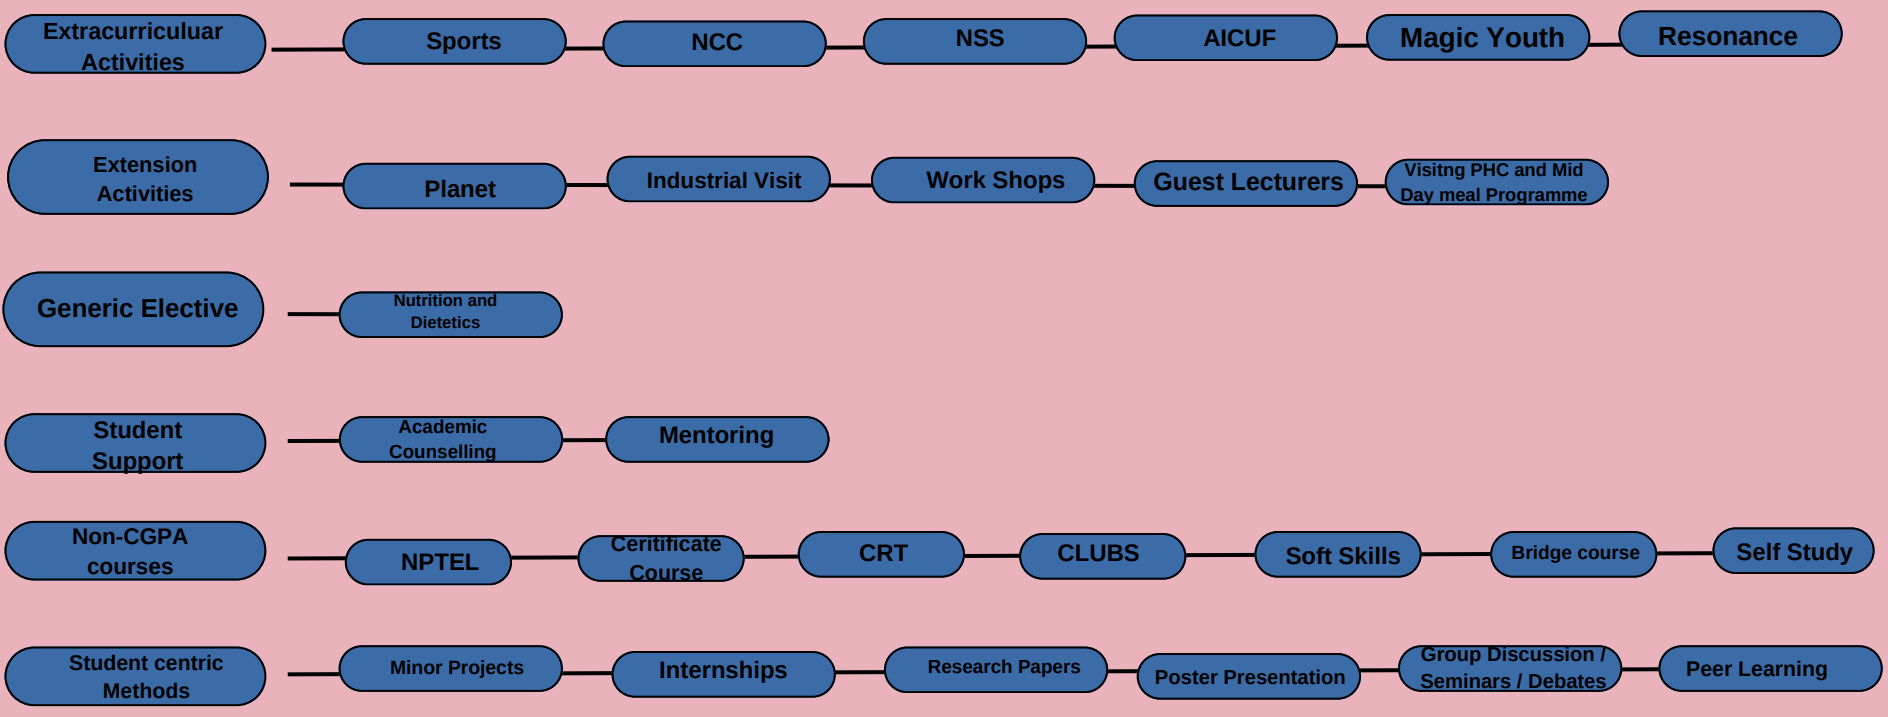 Extracurriculuar
Activities
Sports
NCC
NSS
AICUF
Magic Youth
Resonance
Extension
Activities
Planet
Industrial Visit
Work Shops
Guest Lecturers
Visitng PHC and Mid
Day meal Programme
Generic Elective
Nutrition and
Dietetics
Student
Support
Academic
Counselling
Mentoring
Non-CGPA
courses
NPTEL
Ceritificate
Course
CRT
CLUBS
Soft Skills
Bridge course
Self Study
Student centric
Methods
Minor Projects
Internships
Research Papers
Poster Presentation
Group Discussion /
Seminars / Debates
Peer Learning